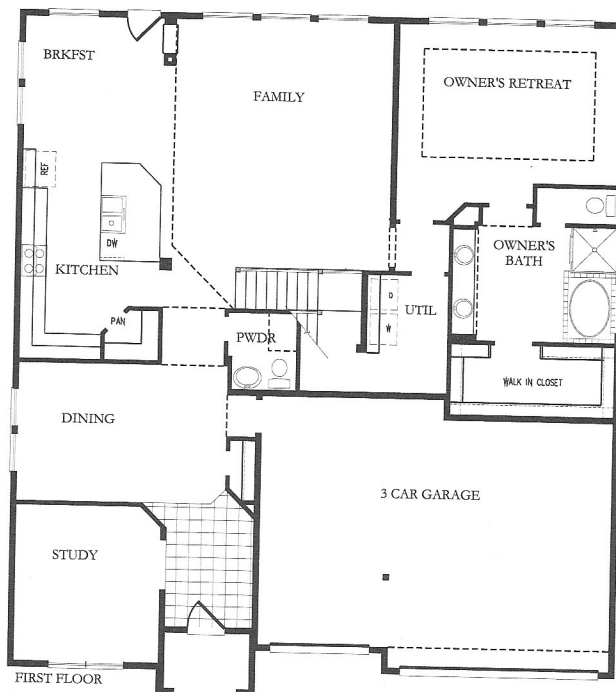 BRKFST
FAMILY
OWNER'S RETREAT
REF
DW
KITCHEN
OWNER'S
BATH
PAN
PWDR
D
W
UTIL
WALK IN CLOSET
DINING
3 CAR GARAGE
STUDY
FIRST FLOOR